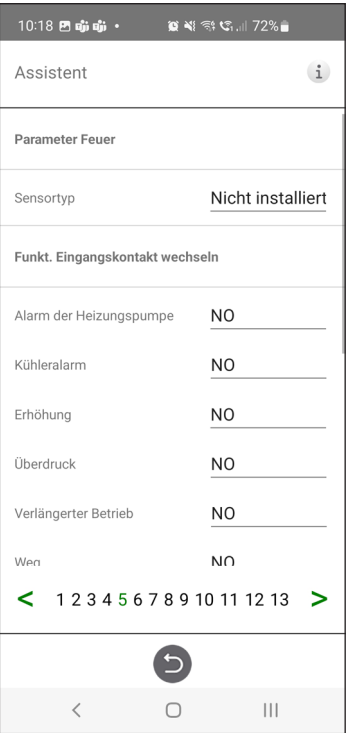 10:18 72%
Assistent i
Parameter Feuer
Sensortyp Nicht installiert
Funkt. Eingangskontakt wechseln
Alarm der Heizungspumpe NO
Kühleralarm NO
Erhöhung NO
Überdruck NO
Verlängerter Betrieb NO
Weg NO
< 1 2 3 4 5 6 7 8 9 10 11 12 13 >